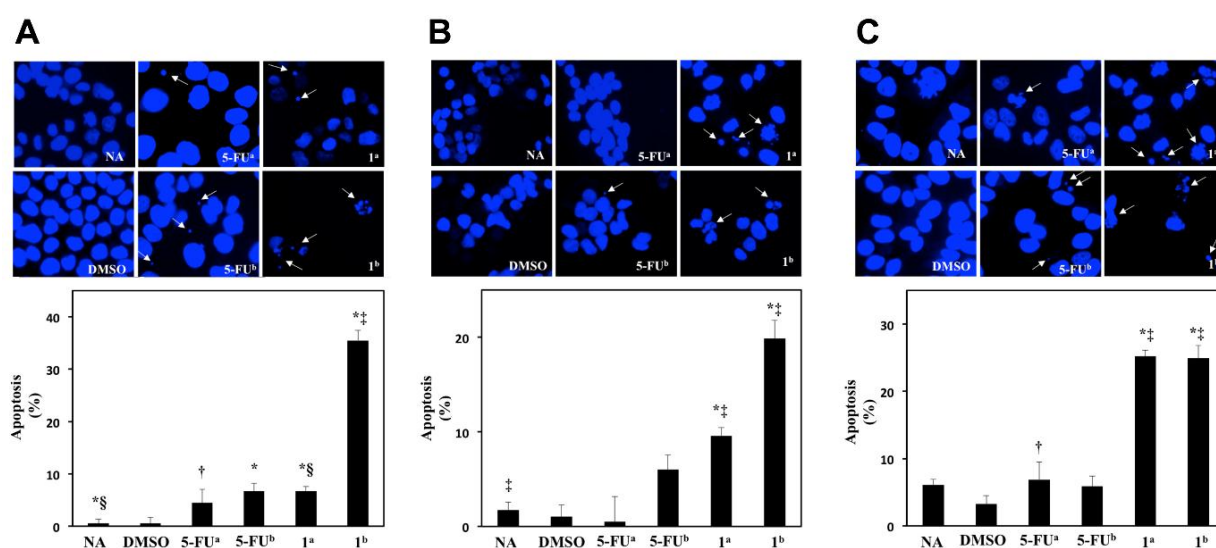 A B C
NA 5-FUᵃ 1ᵃ
DMSO 5-FUᵇ 1ᵇ
NA 5-FUᵃ 1ᵃ
DMSO 5-FUᵇ 1ᵇ
NA 5-FUᵃ 1ᵃ
DMSO 5-FUᵇ 1ᵇ
Apoptosis
(%)
40
30
20
10
0
*§ † * *§ *‡
NA DMSO 5-FUᵃ 5-FUᵇ 1ᵃ 1ᵇ
Apoptosis
(%)
20
10
0
‡ *‡ *‡
NA DMSO 5-FUᵃ 5-FUᵇ 1ᵃ 1ᵇ
Apoptosis
(%)
30
20
10
0
† *‡ *‡
NA DMSO 5-FUᵃ 5-FUᵇ 1ᵃ 1ᵇ